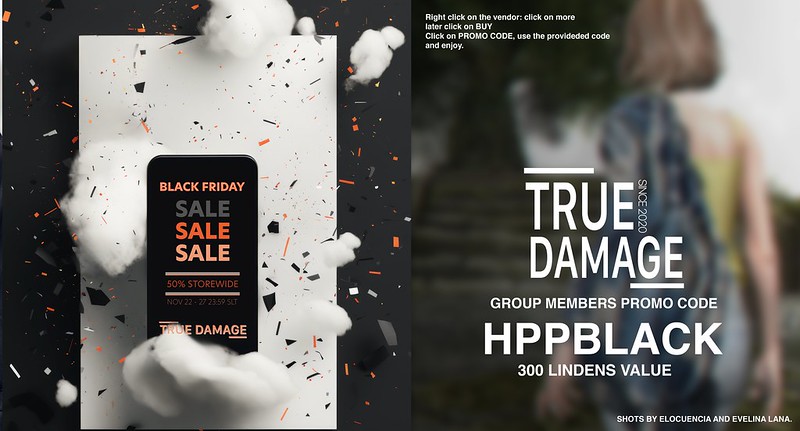 BLACK FRIDAY
SALE
SALE
SALE
50% STOREWIDE
NOV 22 - 27 23:59 SLT
TRUE DAMAGE
Right click on the vendor: click on more
later click on BUY
Click on PROMO CODE, use the provideded code
and enjoy.
TRUE
SINCE 2020
DAMAGE
GROUP MEMBERS PROMO CODE
HPPBLACK
300 LINDENS VALUE
SHOTS BY ELOCUENCIA AND EVELINA LANA.